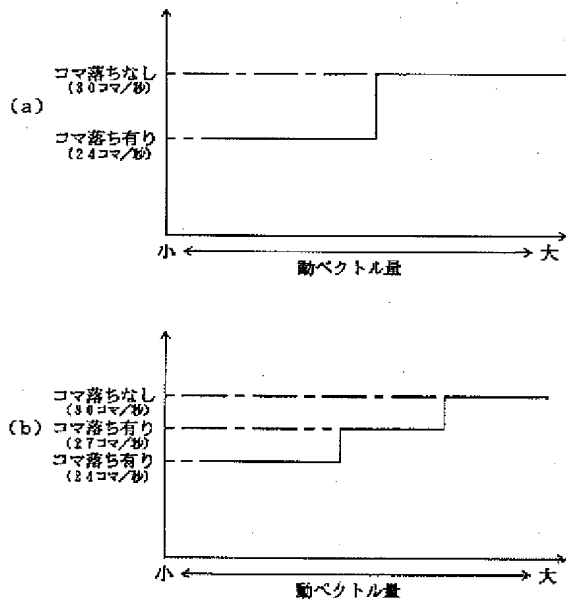 コマ落ちなし
(30コマ/秒)
(a)
コマ落ち有り
(24コマ/秒)
小 大
動ベクトル量
コマ落ちなし
(30コマ/秒)
(b) コマ落ち有り
(27コマ/秒)
コマ落ち有り
(24コマ/秒)
小 大
動ベクトル量